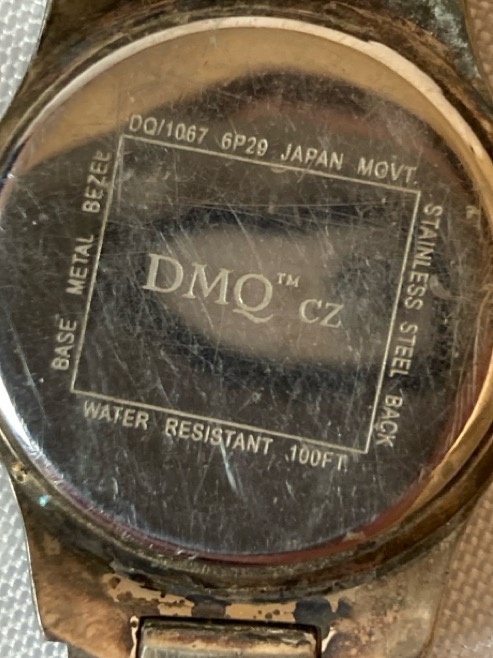 DQ/1067 6P29 JAPAN MOVT.
STAINLESS STEEL BACK
WATER RESISTANT 100FT.
BASE METAL BEZEL
DMQ™ CZ